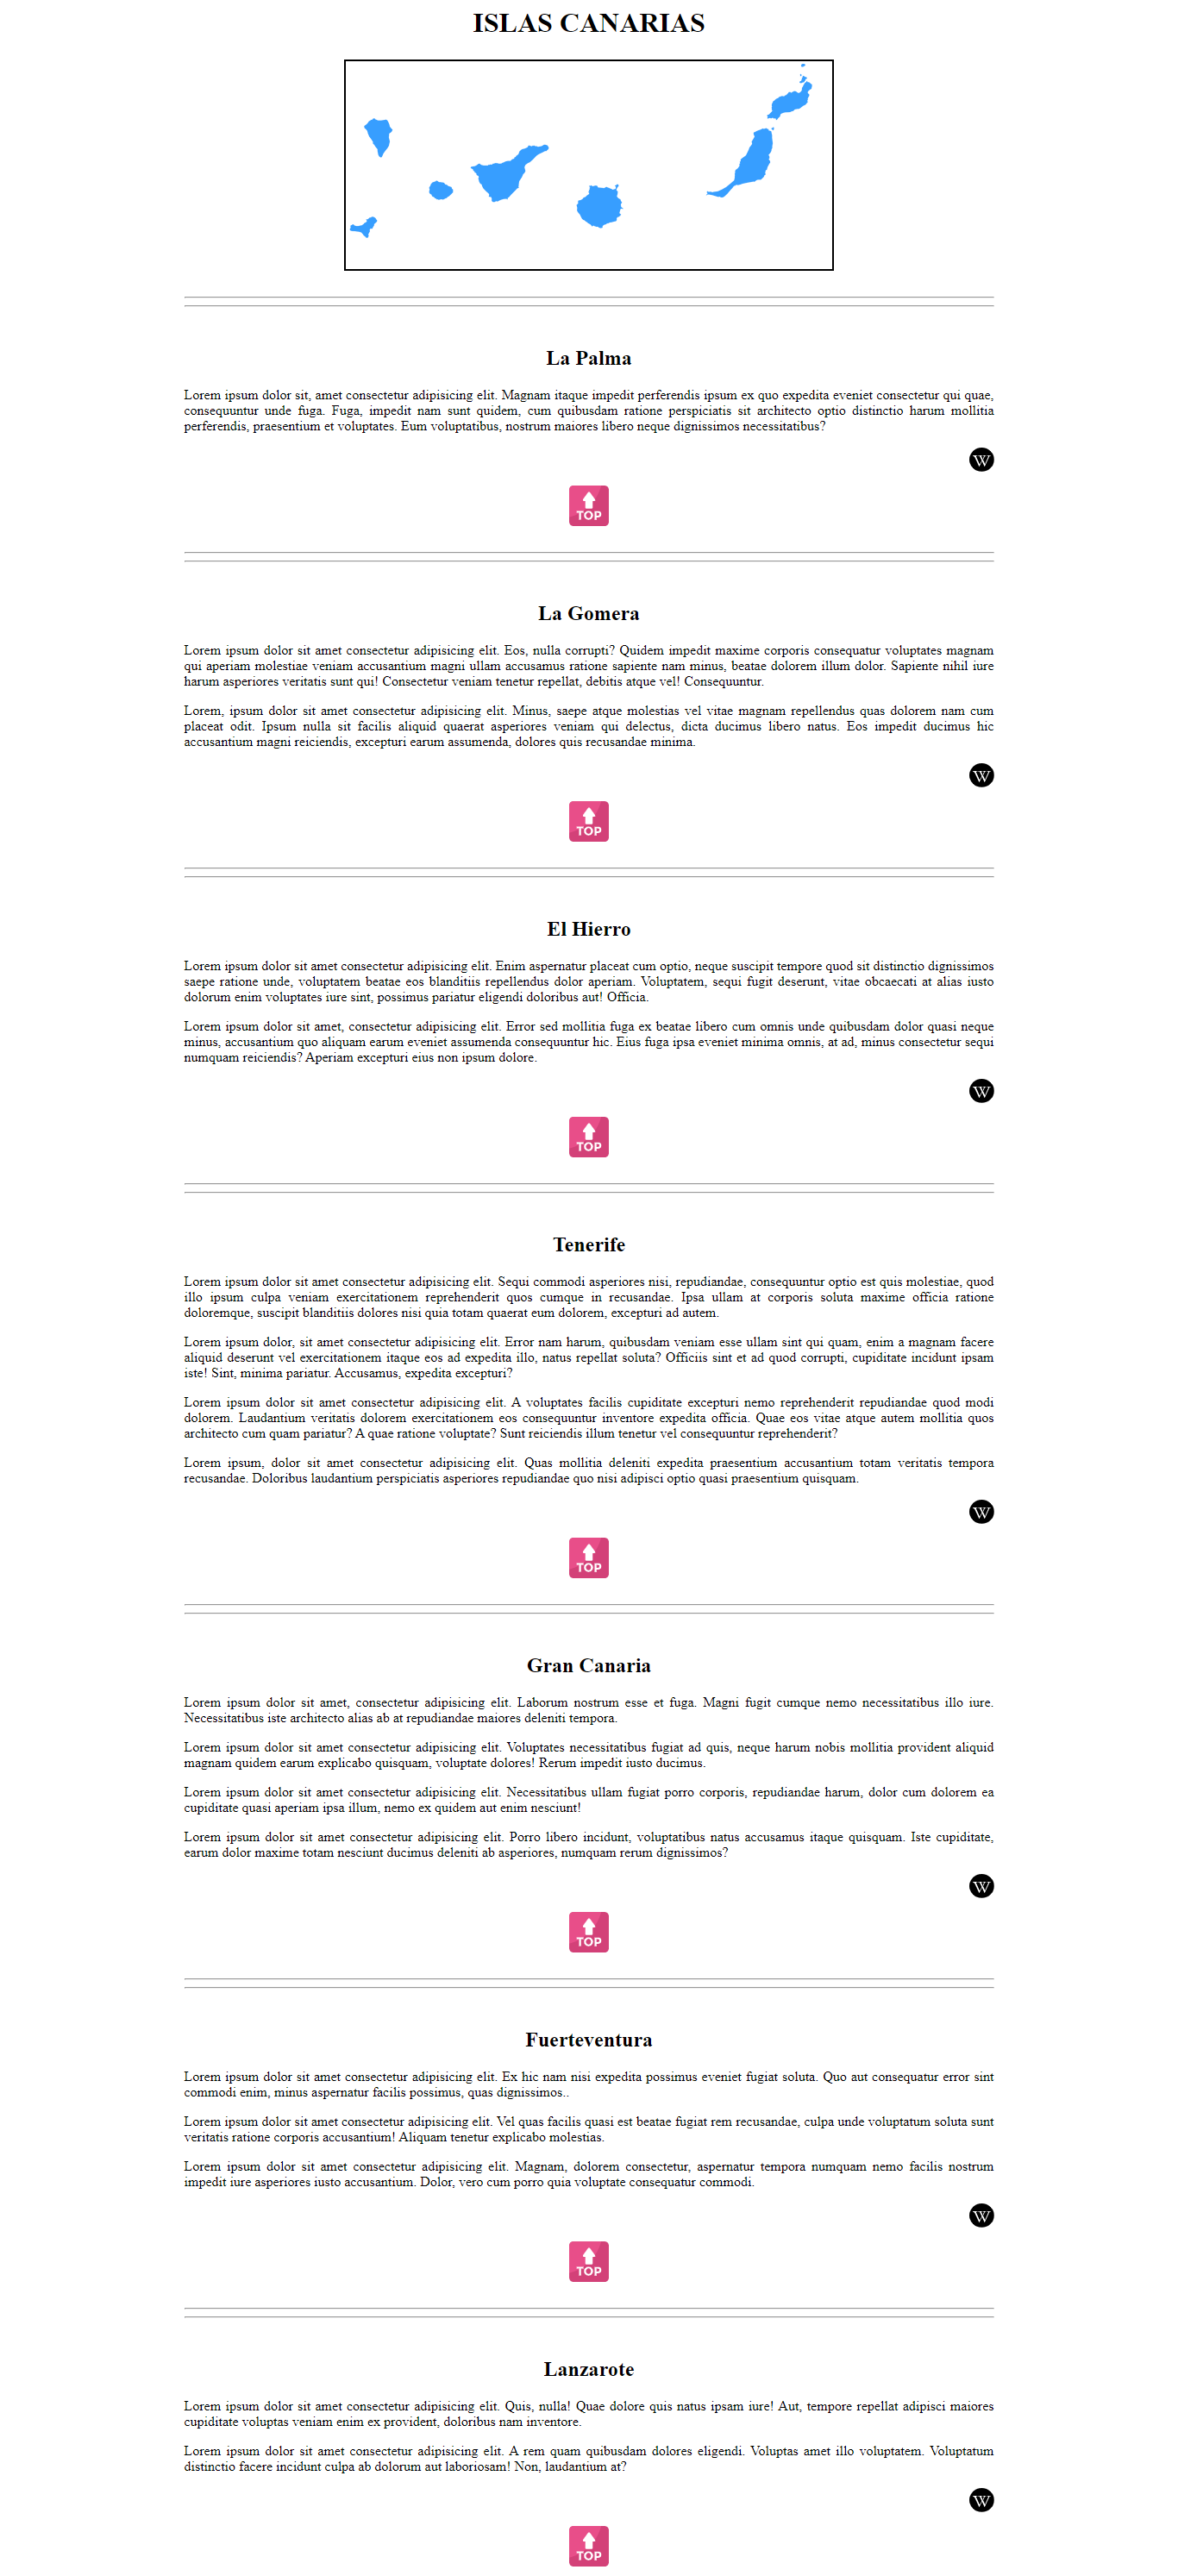 ISLAS CANARIAS
La Palma
Lorem ipsum dolor sit, amet consectetur adipisicing elit. Magnam itaque impedit perferendis ipsum ex quo expedita eveniet consectetur qui quae,
consequuntur unde fuga. Fuga, impedit nam sunt quidem, cum quibusdam ratione perspiciatis sit architecto optio distinctio harum mollitia
perferendis, praesentium et voluptates. Eum voluptatibus, nostrum maiores libero neque dignissimos necessitatibus?
W
TOP
La Gomera
Lorem ipsum dolor sit amet consectetur adipisicing elit. Eos, nulla corrupti? Quidem impedit maxime corporis consequatur voluptates magnam
qui aperiam molestiae veniam accusantium magni ullam accusamus ratione sapiente nam minus, beatae dolorem illum dolor. Sapiente nihil iure
harum asperiores veritatis sunt qui! Consectetur veniam tenetur repellat, debitis atque vel! Consequuntur.
Lorem, ipsum dolor sit amet consectetur adipisicing elit. Minus, saepe atque molestias vel vitae magnam repellendus quas dolorem nam cum
placeat odit. Ipsum nulla sit facilis aliquid quaerat asperiores veniam qui delectus, dicta ducimus libero natus. Eos impedit ducimus hic
accusantium magni reiciendis, excepturi earum assumenda, dolores quis recusandae minima.
W
TOP
El Hierro
Lorem ipsum dolor sit amet consectetur adipisicing elit. Enim aspernatur placeat cum optio, neque suscipit tempore quod sit distinctio dignissimos
saepe ratione unde, voluptatem beatae eos blanditiis repellendus dolor aperiam. Voluptatem, sequi fugit deserunt, vitae obcaecati at alias iusto
dolorum enim voluptates iure sint, possimus pariatur eligendi doloribus aut! Officia.
Lorem ipsum dolor sit amet, consectetur adipisicing elit. Error sed mollitia fuga ex beatae libero cum omnis unde quibusdam dolor quasi neque
minus, accusantium quo aliquam earum eveniet assumenda consequuntur hic. Eius fuga ipsa eveniet minima omnis, at ad, minus consectetur sequi
numquam reiciendis? Aperiam excepturi eius non ipsum dolore.
W
TOP
Tenerife
Lorem ipsum dolor sit amet consectetur adipisicing elit. Sequi commodi asperiores nisi, repudiandae, consequuntur optio est quis molestiae, quod
illo ipsum culpa veniam exercitationem reprehenderit quos cumque in recusandae. Ipsa ullam at corporis soluta maxime officia ratione
doloremque, suscipit blanditiis dolores nisi quia totam quaerat eum dolorem, excepturi ad autem.
Lorem ipsum dolor, sit amet consectetur adipisicing elit. Error nam harum, quibusdam veniam esse ullam sint qui quam, enim a magnam facere
aliquid deserunt vel exercitationem itaque eos ad expedita illo, natus repellat soluta? Officiis sint et ad quod corrupti, cupiditate incidunt ipsam
iste! Sint, minima pariatur. Accusamus, expedita excepturi?
Lorem ipsum dolor sit amet consectetur adipisicing elit. A voluptates facilis cupiditate excepturi nemo reprehenderit repudiandae quod modi
dolorem. Laudantium veritatis dolorem exercitationem eos consequuntur inventore expedita officia. Quae eos vitae atque autem mollitia quos
architecto cum quam pariatur? A quae ratione voluptate? Sunt reiciendis illum tenetur vel consequuntur reprehenderit?
Lorem ipsum, dolor sit amet consectetur adipisicing elit. Quas mollitia deleniti expedita praesentium accusantium totam veritatis tempora
recusandae. Doloribus laudantium perspiciatis asperiores repudiandae quo nisi adipisci optio quasi praesentium quisquam.
W
TOP
Gran Canaria
Lorem ipsum dolor sit amet, consectetur adipisicing elit. Laborum nostrum esse et fuga. Magni fugit cumque nemo necessitatibus illo iure.
Necessitatibus iste architecto alias ab at repudiandae maiores deleniti tempora.
Lorem ipsum dolor sit amet consectetur adipisicing elit. Voluptates necessitatibus fugiat ad quis, neque harum nobis mollitia provident aliquid
magnam quidem earum explicabo quisquam, voluptate dolores! Rerum impedit iusto ducimus.
Lorem ipsum dolor sit amet consectetur adipisicing elit. Necessitatibus ullam fugiat porro corporis, repudiandae harum, dolor cum dolorem ea
cupiditate quasi aperiam ipsa illum, nemo ex quidem aut enim nesciunt!
Lorem ipsum dolor sit amet consectetur adipisicing elit. Porro libero incidunt, voluptatibus natus accusamus itaque quisquam. Iste cupiditate,
earum dolor maxime totam nesciunt ducimus deleniti ab asperiores, numquam rerum dignissimos?
W
TOP
Fuerteventura
Lorem ipsum dolor sit amet consectetur adipisicing elit. Ex hic nam nisi expedita possimus eveniet fugiat soluta. Quo aut consequatur error sint
commodi enim, minus aspernatur facilis possimus, quas dignissimos..
Lorem ipsum dolor sit amet consectetur adipisicing elit. Vel quas facilis quasi est beatae fugiat rem recusandae, culpa unde voluptatum soluta sunt
veritatis ratione corporis accusantium! Aliquam tenetur explicabo molestias.
Lorem ipsum dolor sit amet consectetur adipisicing elit. Magnam, dolorem consectetur, aspernatur tempora numquam nemo facilis nostrum
impedit iure asperiores iusto accusantium. Dolor, vero cum porro quia voluptate consequatur commodi.
W
TOP
Lanzarote
Lorem ipsum dolor sit amet consectetur adipisicing elit. Quis, nulla! Quae dolore quis natus ipsam iure! Aut, tempore repellat adipisci maiores
cupiditate voluptas veniam enim ex provident, doloribus nam inventore.
Lorem ipsum dolor sit amet consectetur adipisicing elit. A rem quam quibusdam dolores eligendi. Voluptas amet illo voluptatem. Voluptatum
distinctio facere incidunt culpa ab dolorum aut laboriosam! Non, laudantium at?
W
TOP